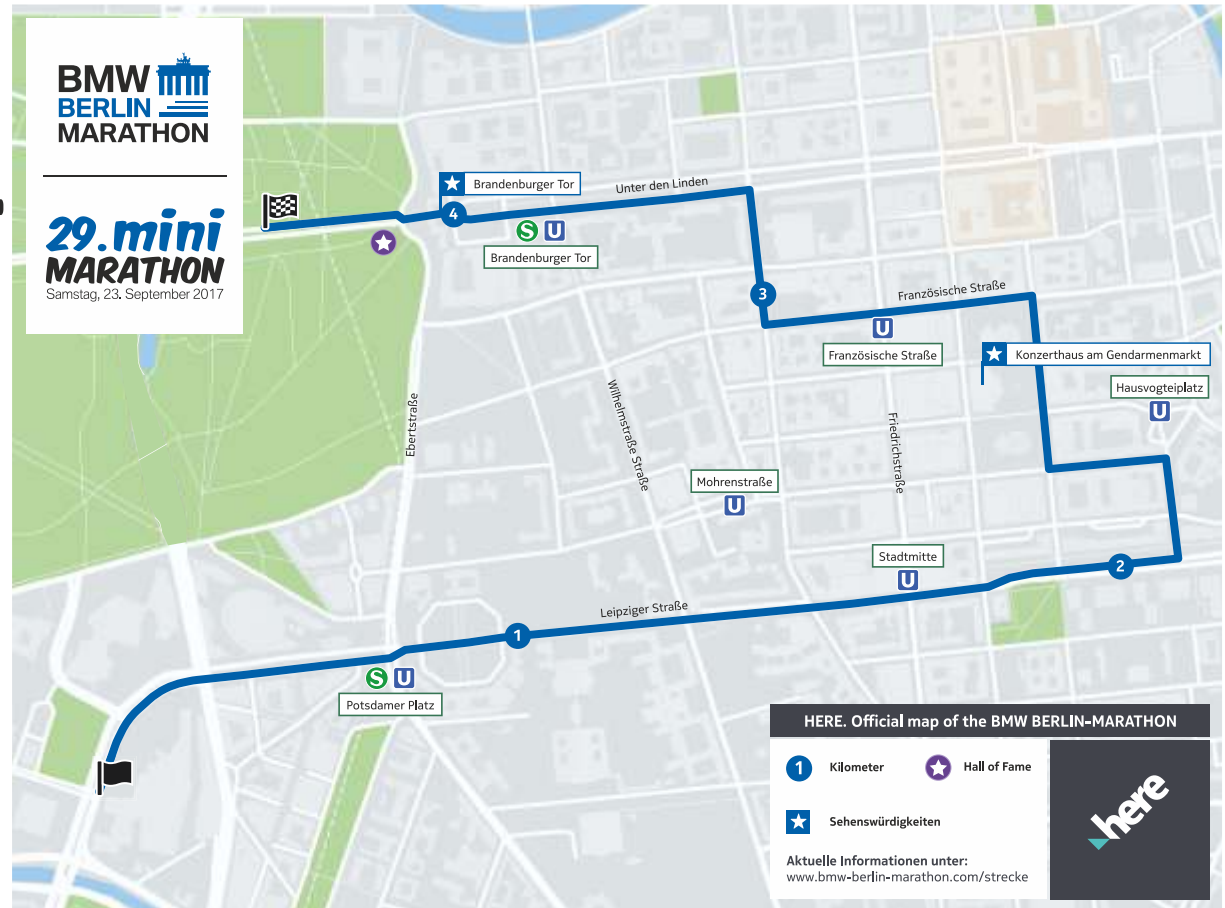 BMW
BERLIN
MARATHON
29.mini
MARATHON
Samstag, 23. September 2017
Brandenburger Tor
Unter den Linden
4
S U
Brandenburger Tor
3
Französische Straße
U
Französische Straße
Konzerthaus am Gendarmenmarkt
Hausvogteiplatz
U
Ebertstraße
Wilhelmstraße Straße
Friedrichstraße
Mohrenstraße
U
Stadtmitte
U
2
Leipziger Straße
1
S U
Potsdamer Platz
HERE. Official map of the BMW BERLIN-MARATHON
1 Kilometer
Hall of Fame
Sehenswürdigkeiten
Aktuelle Informationen unter:
www.bmw-berlin-marathon.com/strecke
here